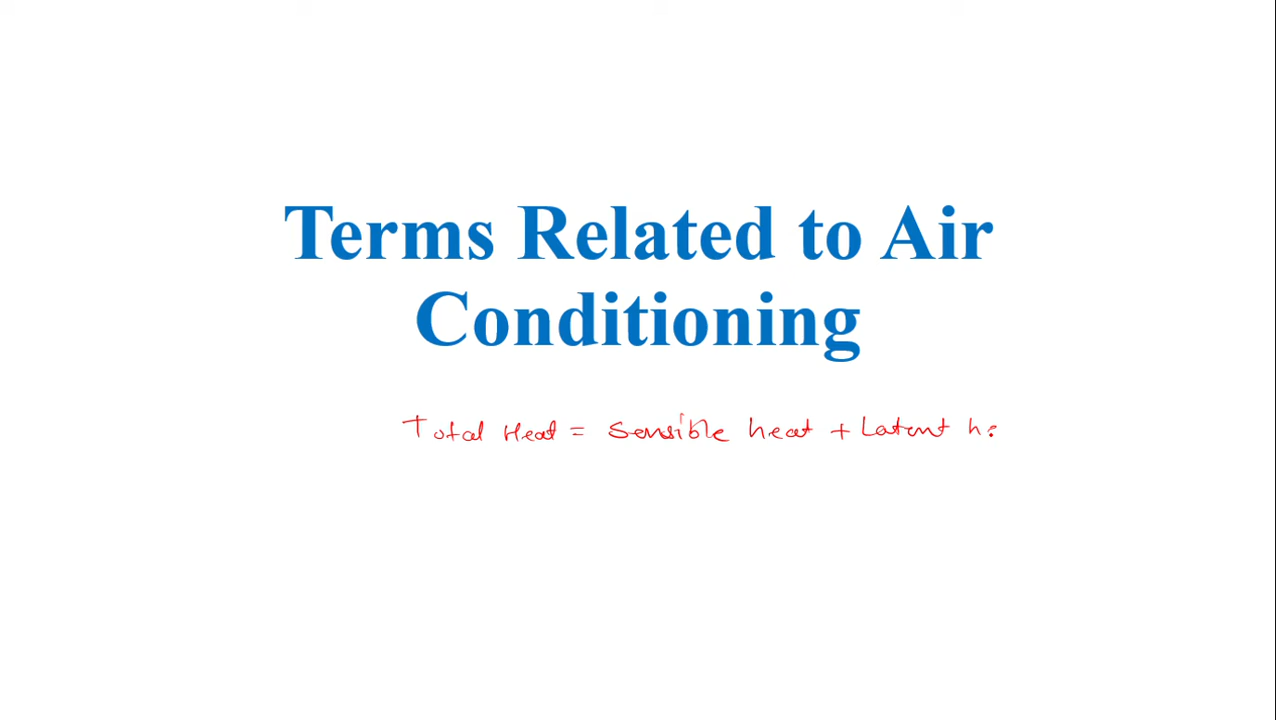 Terms Related to Air
Conditioning
Total Heat = Sensible heat + Latent